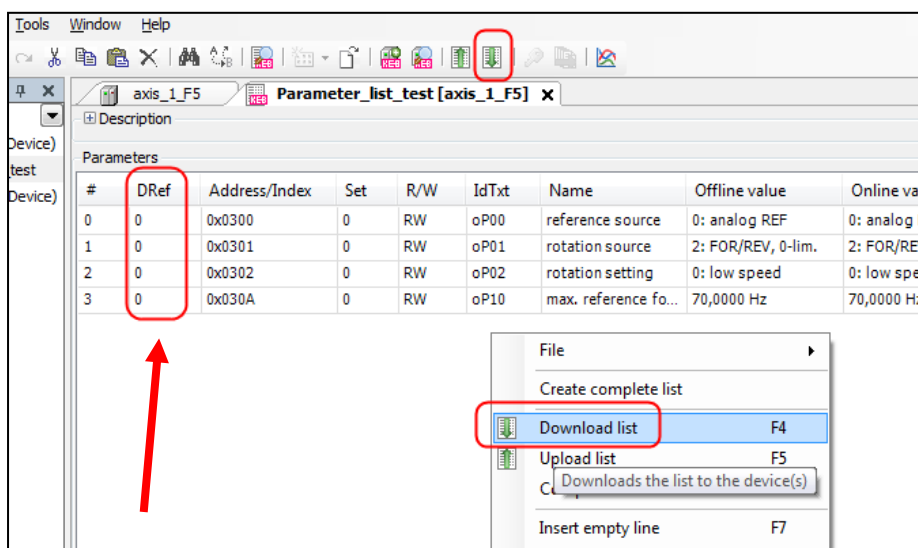 Tools Window Help
axis_1_F5 Parameter_list_test [axis_1_F5]
Description
Device)
Parameters
test
# DRef Address/Index Set R/W IdTxt Name Offline value Online va
Device)
0 0 0x0300 0 RW oP00 reference source 0: analog REF 0: analog
1 0 0x0301 0 RW oP01 rotation source 2: FOR/REV, 0-lim. 2: FOR/RE
2 0 0x0302 0 RW oP02 rotation setting 0: low speed 0: low spe
3 0 0x030A 0 RW oP10 max. reference fo... 70,0000 Hz 70,0000 H
File
Create complete list
Download list F4
Upload list F5
Downloads the list to the device(s)
Insert empty line F7